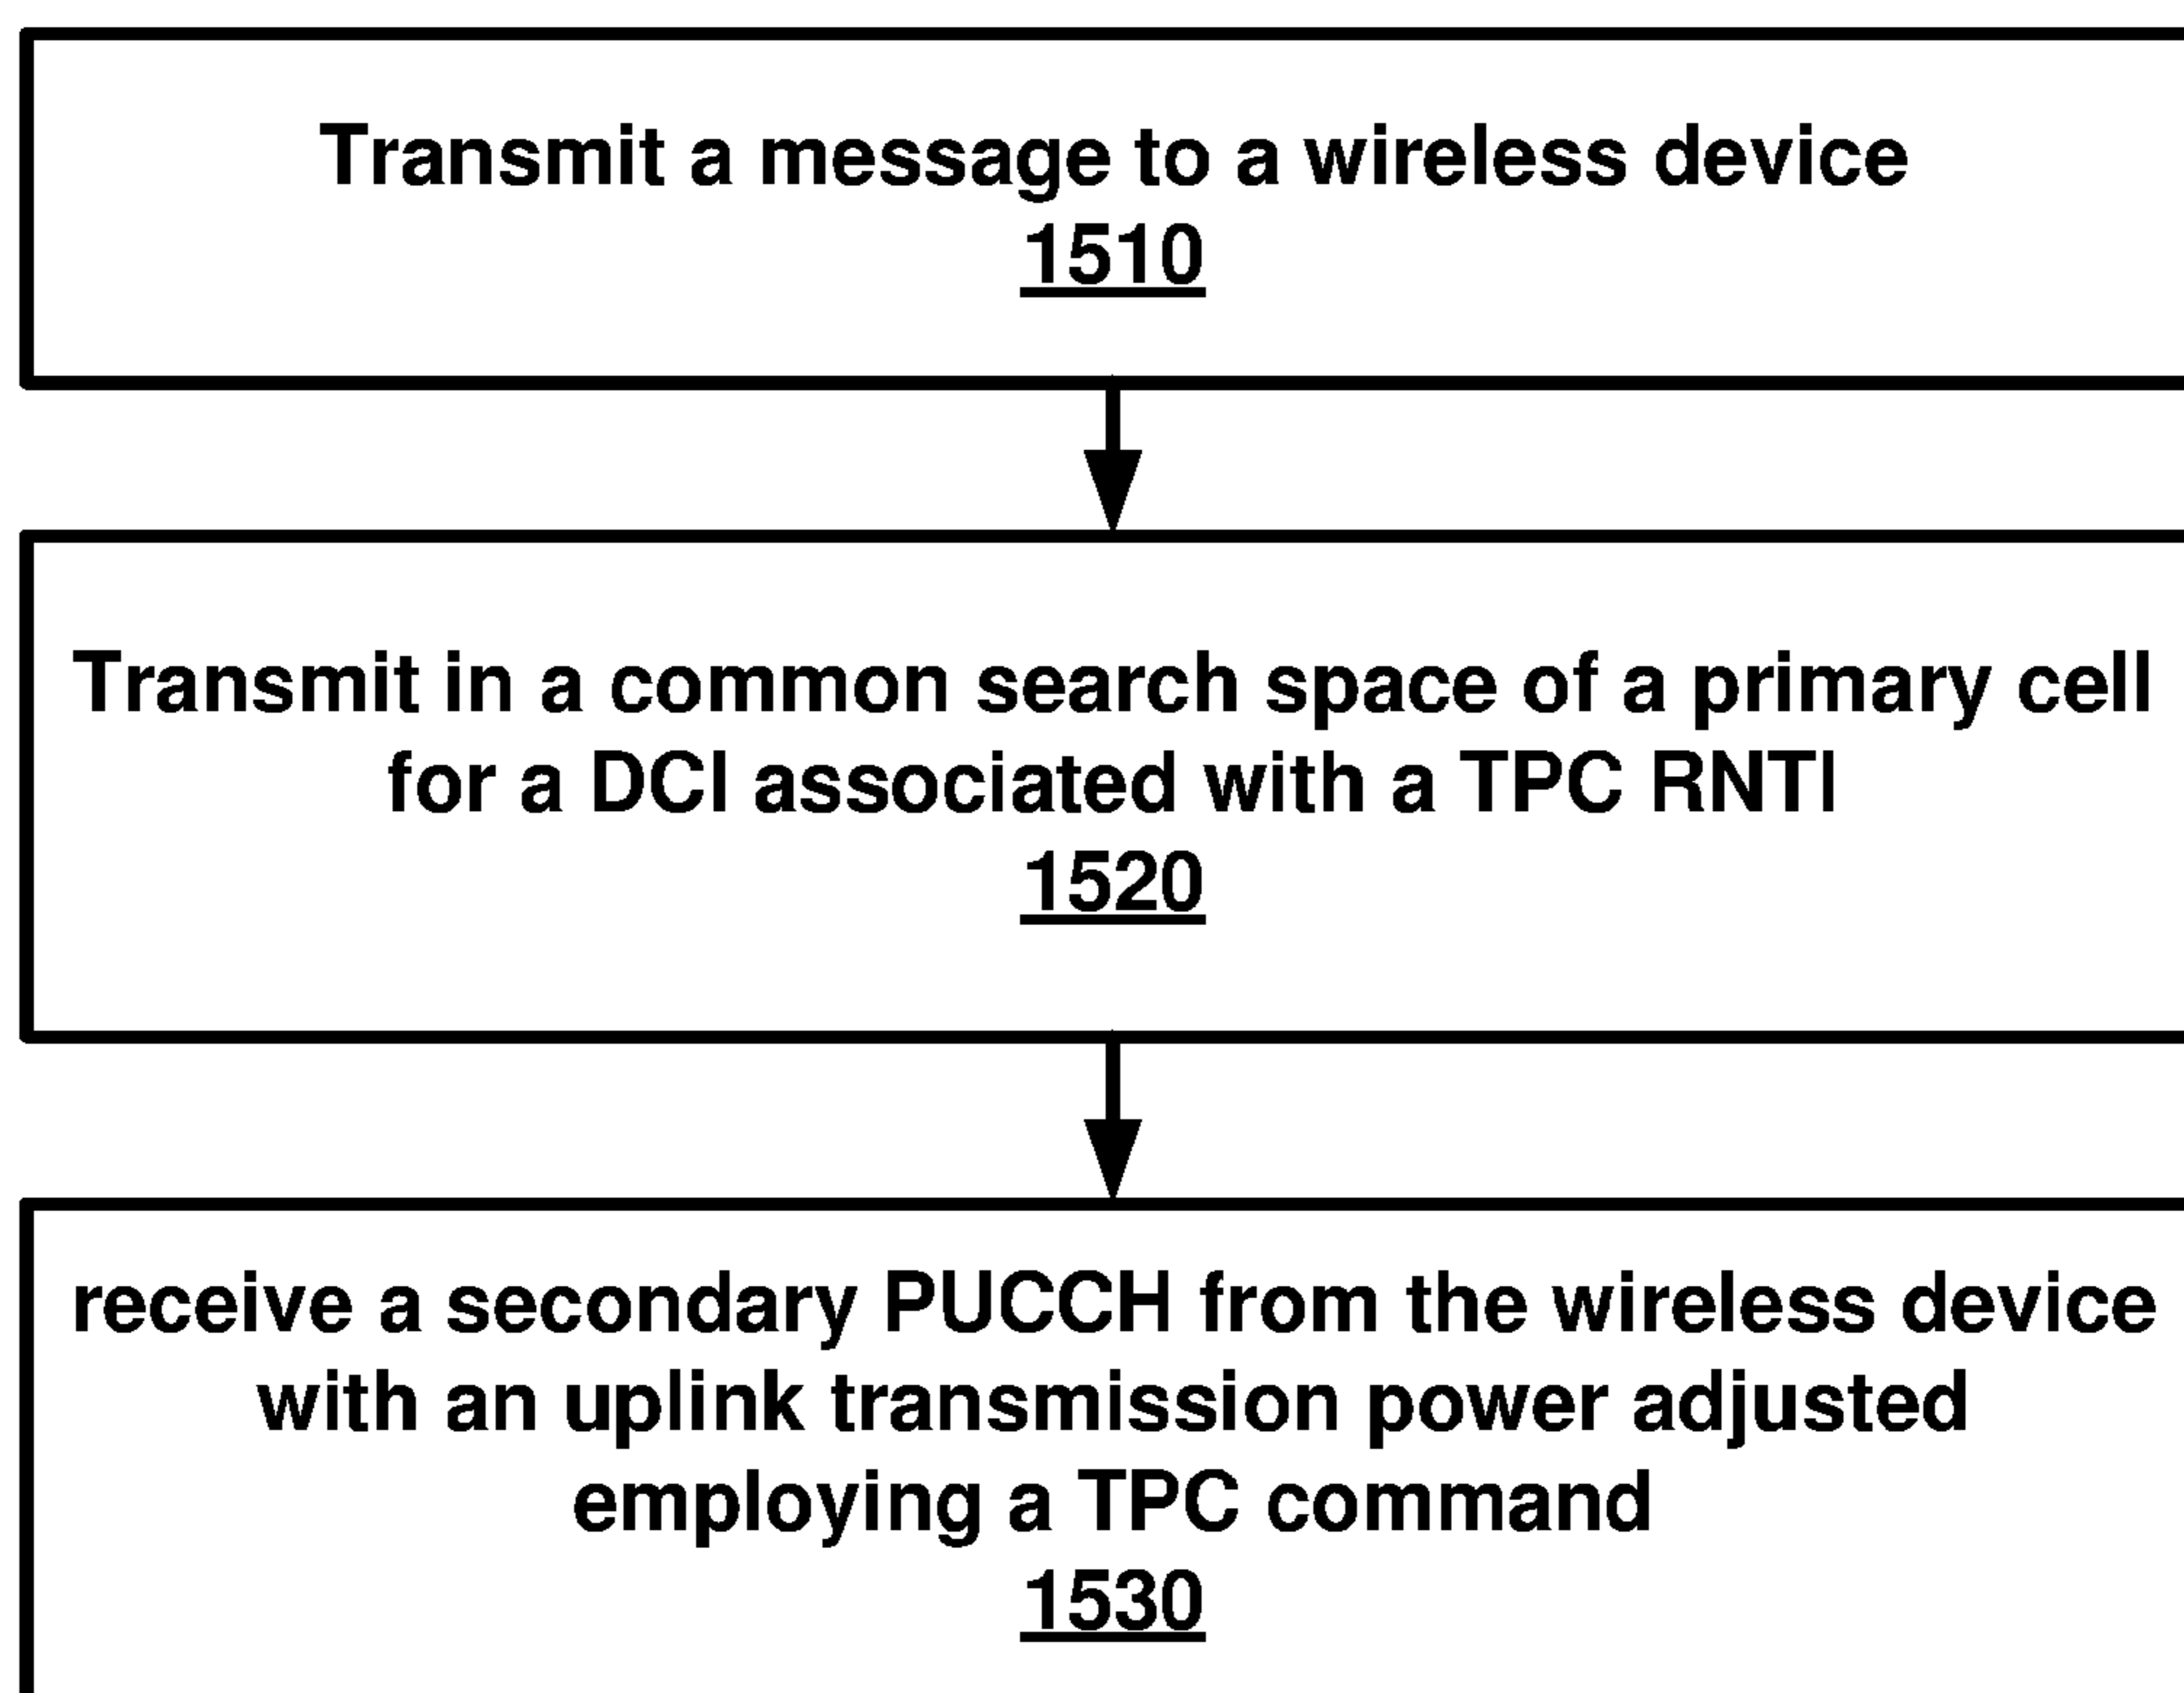 Transmit a message to a wireless device
1510
Transmit in a common search space of a primary cell
for a DCI associated with a TPC RNTI
1520
receive a secondary PUCCH from the wireless device
with an uplink transmission power adjusted
employing a TPC command
1530